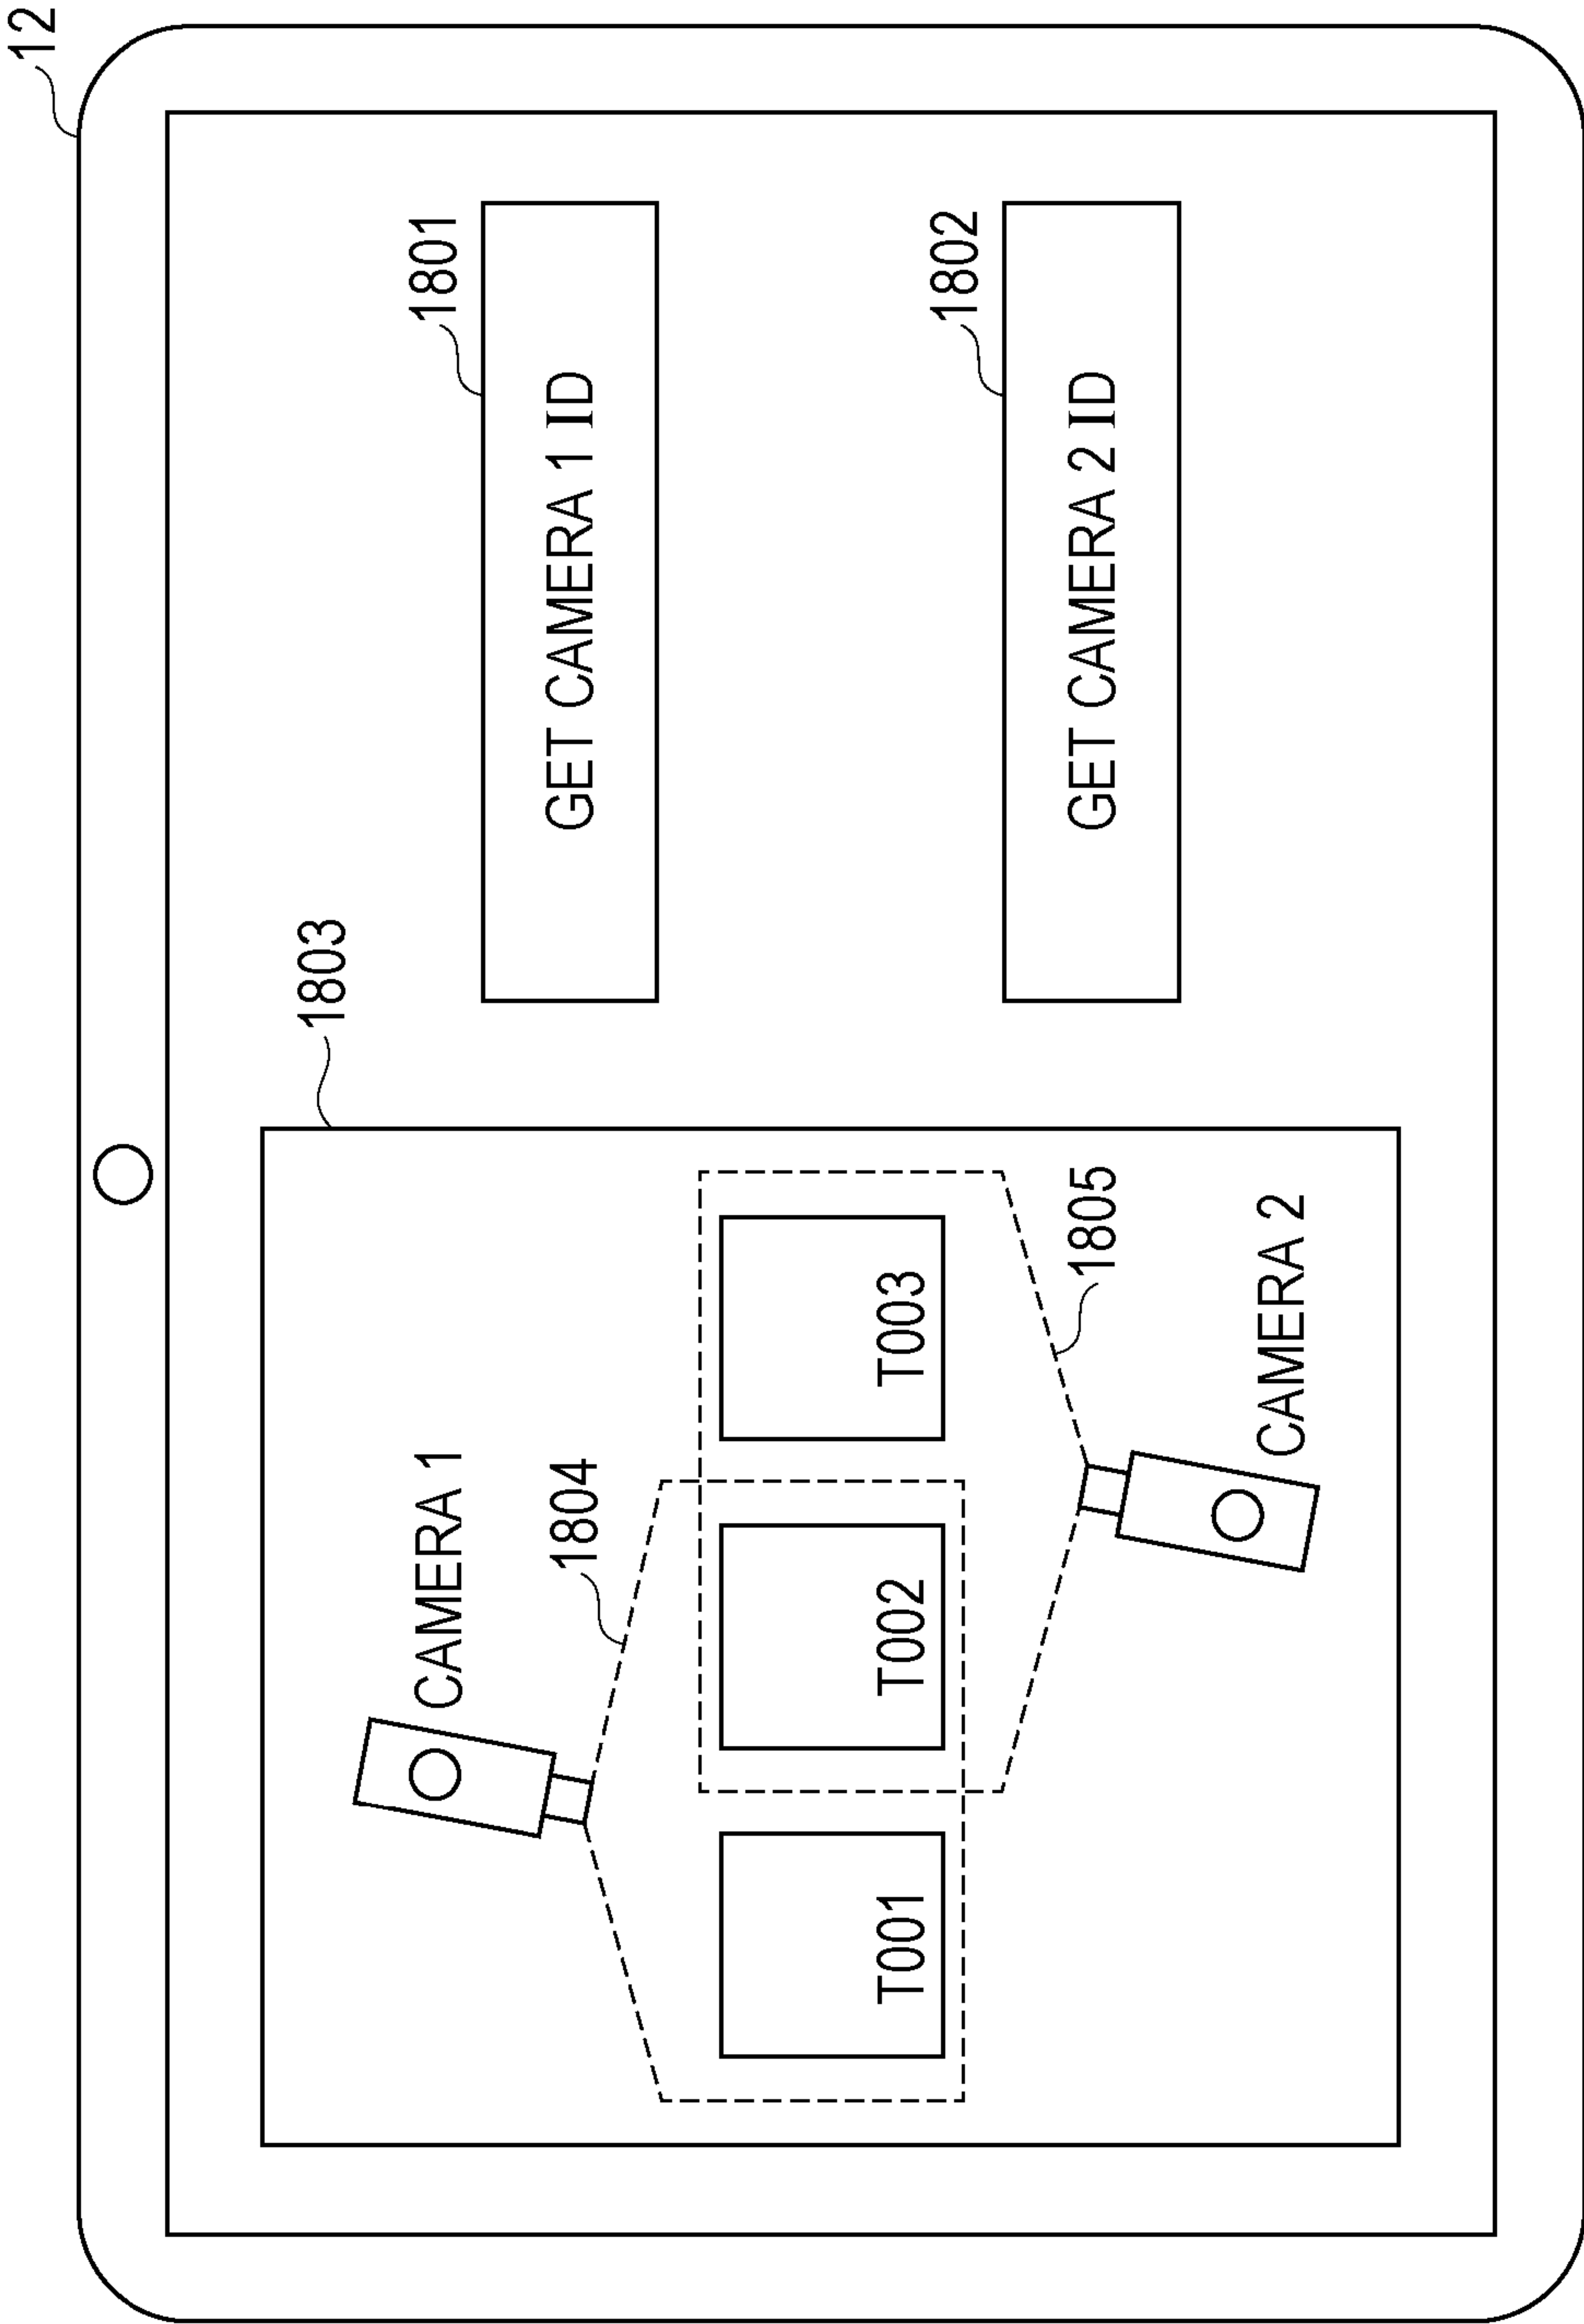 12
1803
1801
CAMERA 1
GET CAMERA 1 ID
1804
T001
T002
T003
1802
1805
GET CAMERA 2 ID
CAMERA 2